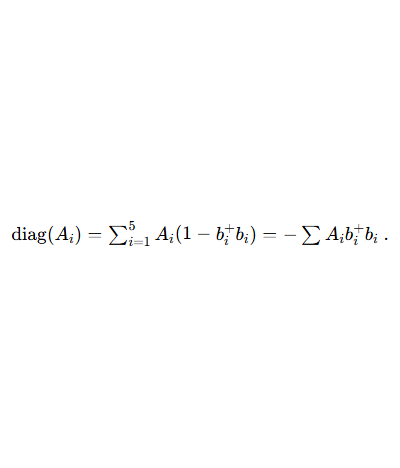 diag(A_i) = ∑_{i=1}^{5} A_i(1 − b_i^+ b_i) = − ∑ A_i b_i^+ b_i .